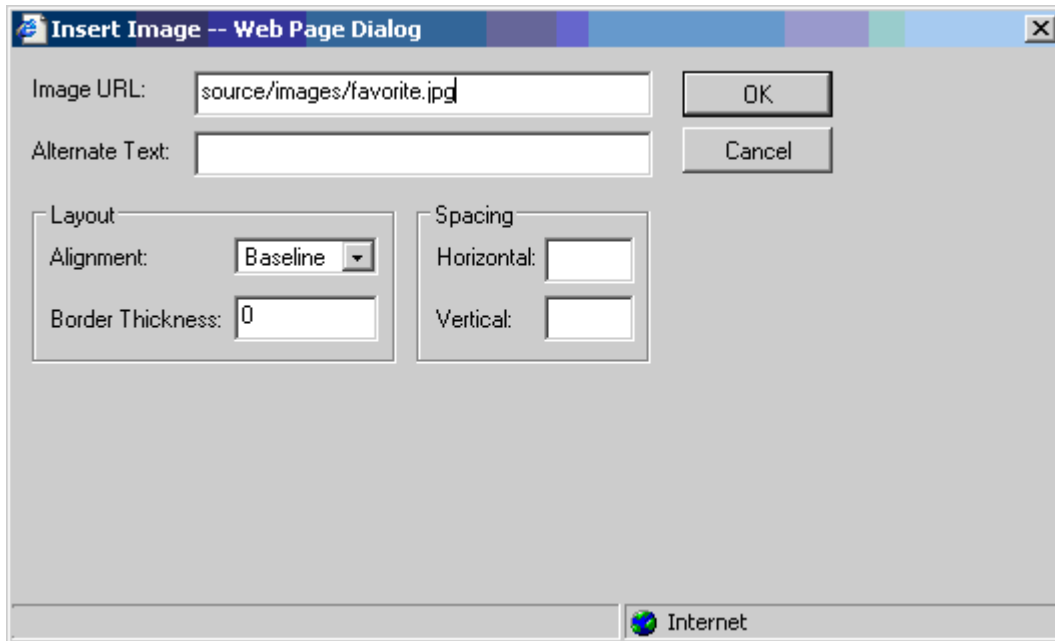 Insert Image -- Web Page Dialog
Image URL: source/images/favorite.jpg OK
Alternate Text: Cancel
Layout Spacing
Alignment: Baseline Horizontal:
Border Thickness: 0 Vertical:
Internet